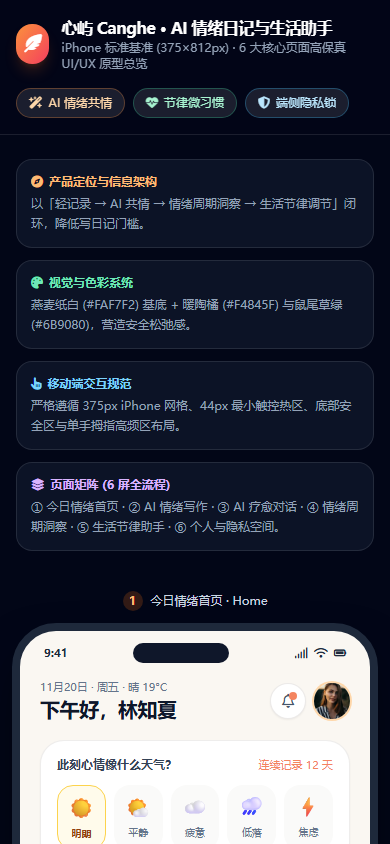 心屿 Canghe • AI 情绪日记与生活助手
iPhone 标准基准 (375×812px) · 6 大核心页面高保真
UI/UX 原型总览
AI 情绪共情
节律微习惯
端侧隐私锁
产品定位与信息架构
以「轻记录 → AI 共情 → 情绪周期洞察 → 生活节律调节」闭
环，降低写日记门槛。
视觉与色彩系统
燕麦纸白 (#FAF7F2) 基底 + 暖陶橘 (#F4845F) 与鼠尾草绿
(#6B9080)，营造安全松弛感。
移动端交互规范
严格遵循 375px iPhone 网格、44px 最小触控热区、底部安
全区与单手拇指高频区布局。
页面矩阵 (6 屏全流程)
① 今日情绪首页 · ② AI 情绪写作 · ③ AI 疗愈对话 · ④ 情绪周
期洞察 · ⑤ 生活节律助手 · ⑥ 个人与隐私空间。
1 今日情绪首页 · Home
9:41
11月20日 · 周五 · 晴 19°C
下午好，林知夏
此刻心情像什么天气？
连续记录 12 天
明朗
平静
疲惫
低落
焦虑